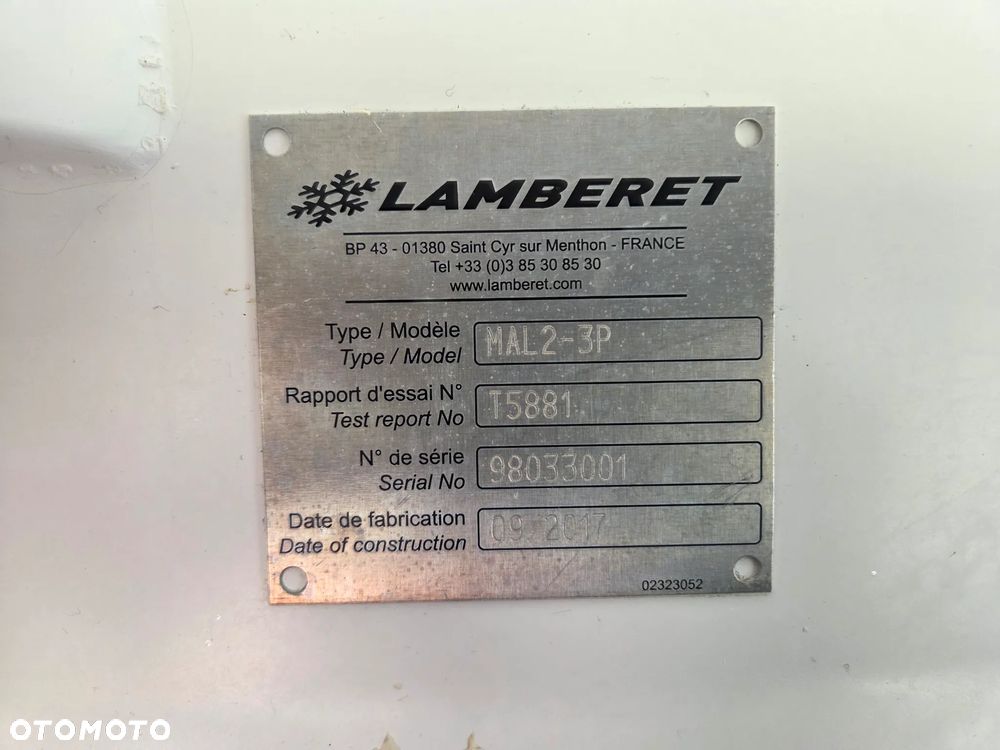 LAMBERET
BP 43 - 01380 Saint Cyr sur Menthon - FRANCE
Tel +33 (0)3 85 30 85 30
www.lamberet.com
Type / Modèle
Type / Model
MAL2-3P
Rapport d'essai N°
Test report No
T5881
N° de série
Serial No
98033001
Date de fabrication
Date of construction
09.2017
02323052
OTOMOTO